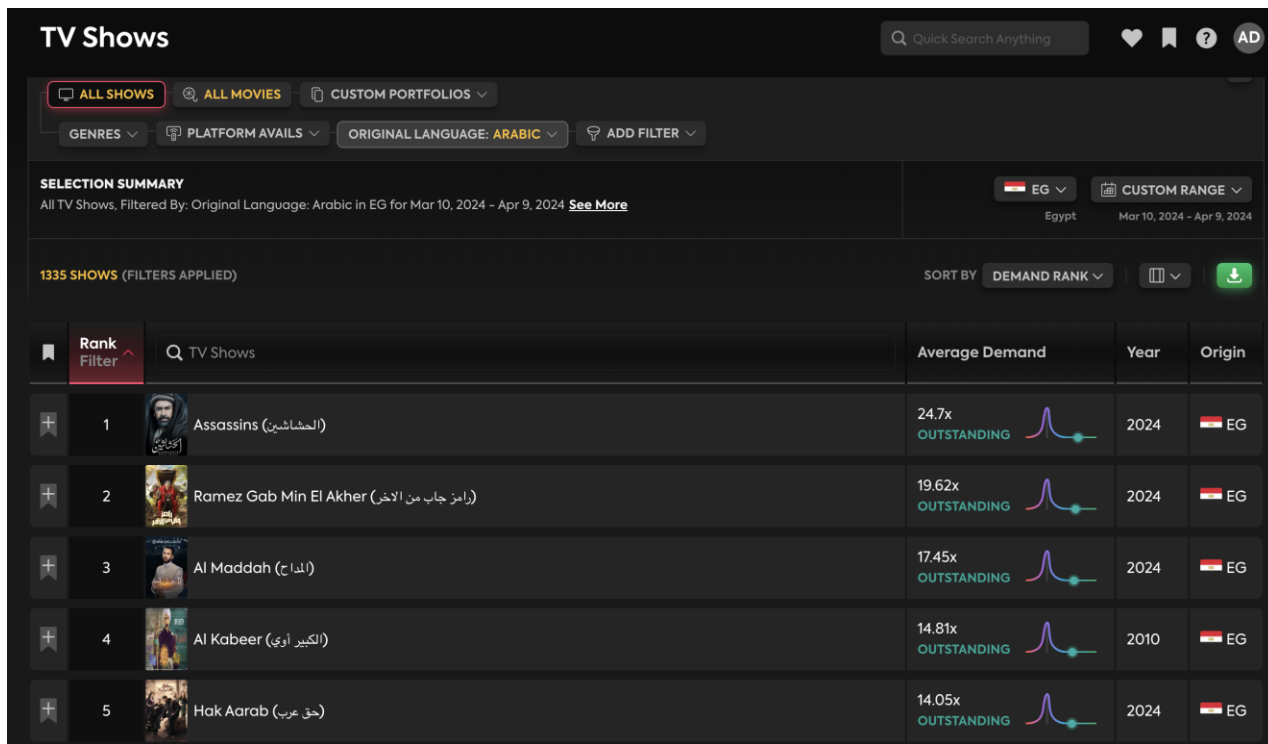 TV Shows
Quick Search Anything
AD
ALL SHOWS
ALL MOVIES
CUSTOM PORTFOLIOS
GENRES
PLATFORM AVAILS
ORIGINAL LANGUAGE: ARABIC
ADD FILTER
SELECTION SUMMARY
All TV Shows, Filtered By: Original Language: Arabic in EG for Mar 10, 2024 - Apr 9, 2024 See More
EG
Egypt
CUSTOM RANGE
Mar 10, 2024 - Apr 9, 2024
1335 SHOWS (FILTERS APPLIED)
SORT BY DEMAND RANK
Rank
Filter
TV Shows
Average Demand
Year
Origin
1
الحشاشين
Assassins (الحشاشين)
24.7x
OUTSTANDING
2024
EG
2
Ramez Gab Min El Akher (رامز جاب من الاخر)
19.62x
OUTSTANDING
2024
EG
3
Al Maddah (المداح)
17.45x
OUTSTANDING
2024
EG
4
Al Kabeer (الكبير أوي)
14.81x
OUTSTANDING
2010
EG
5
Hak Aarab (حق عرب)
14.05x
OUTSTANDING
2024
EG